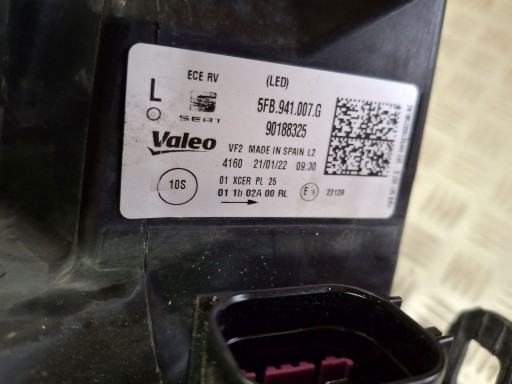 ECE RV
(LED)
L
SEAT
5FB.941.007.G
90188325
Valeo
VF2 MADE IN SPAIN L2
4160 21/01/22 09:30
10S
01 XCER PL 25
01 1b 02A 00 RL
E9
22139